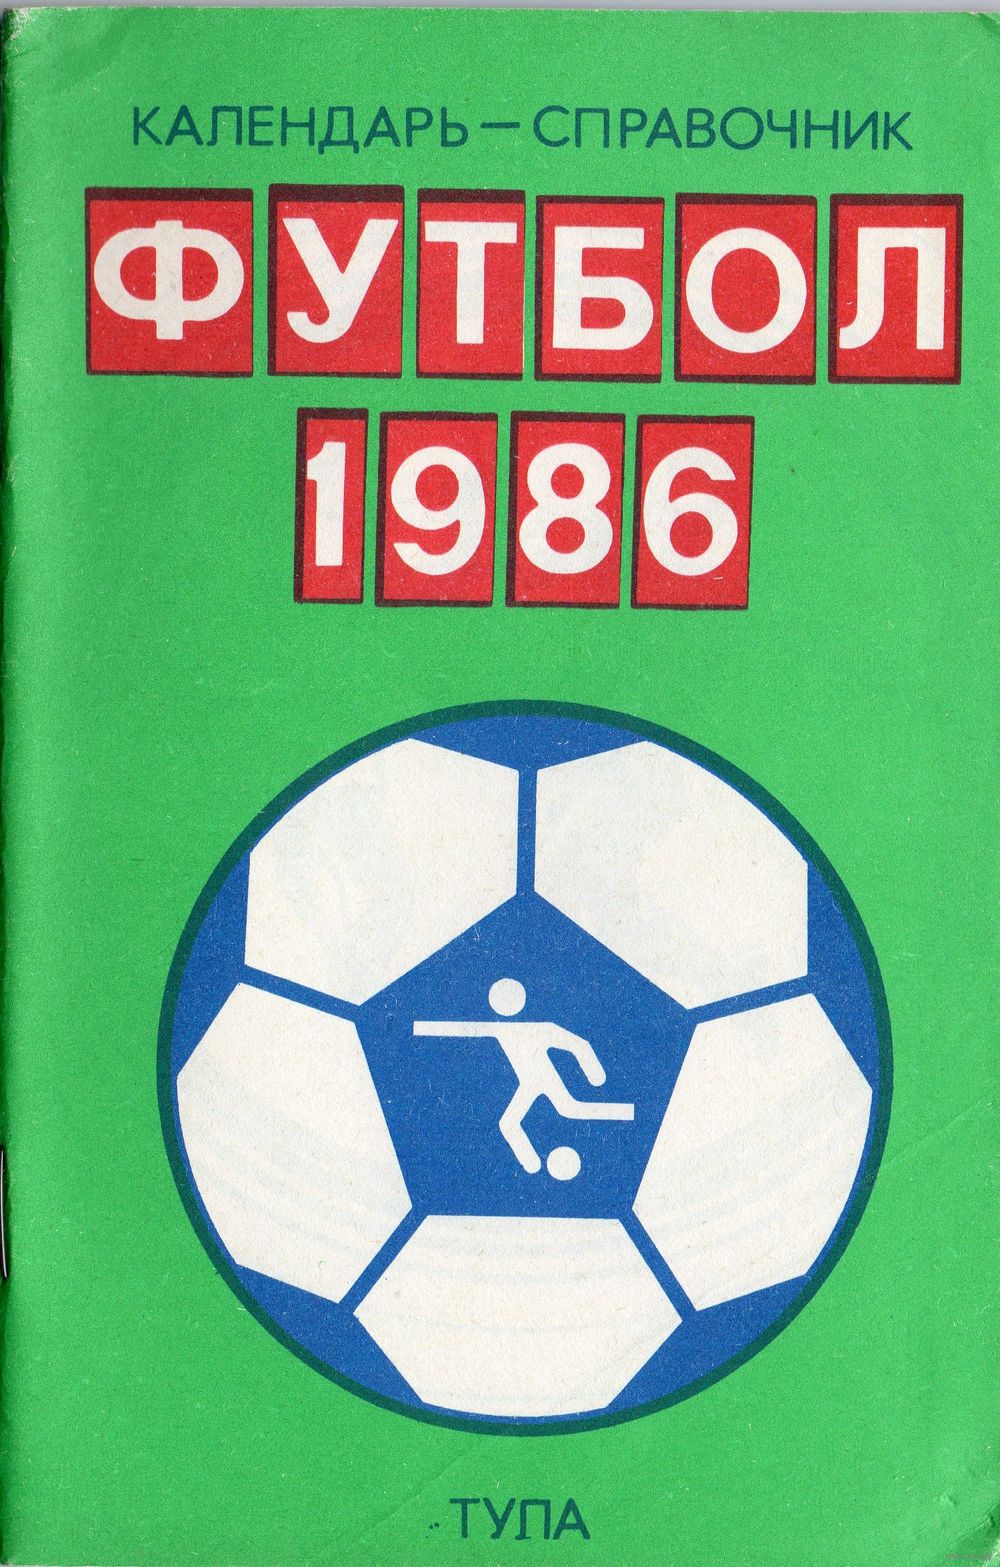 КАЛЕНДАРЬ — СПРАВОЧНИК
ФУТБОЛ
1986
ТУЛА